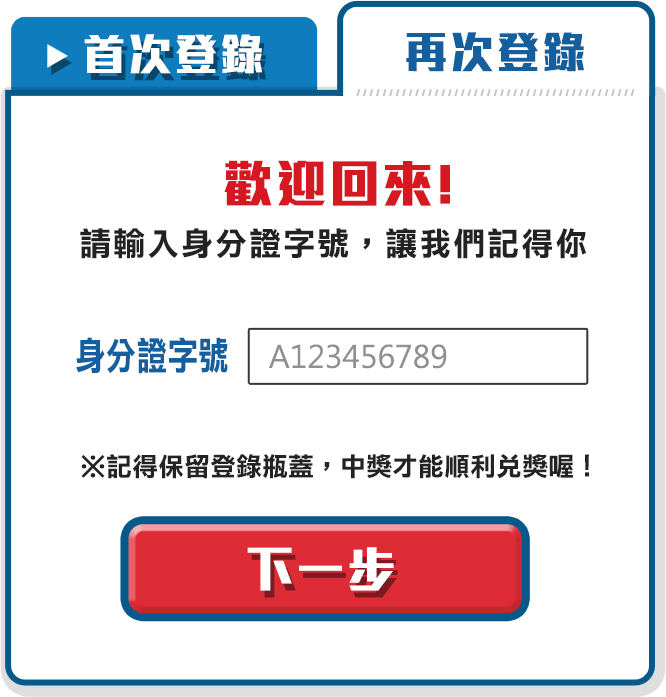 首次登錄
再次登錄
歡迎回來!
請輸入身分證字號，讓我們記得你
身分證字號
A123456789
※記得保留登錄瓶蓋，中獎才能順利兌獎喔！
下一步